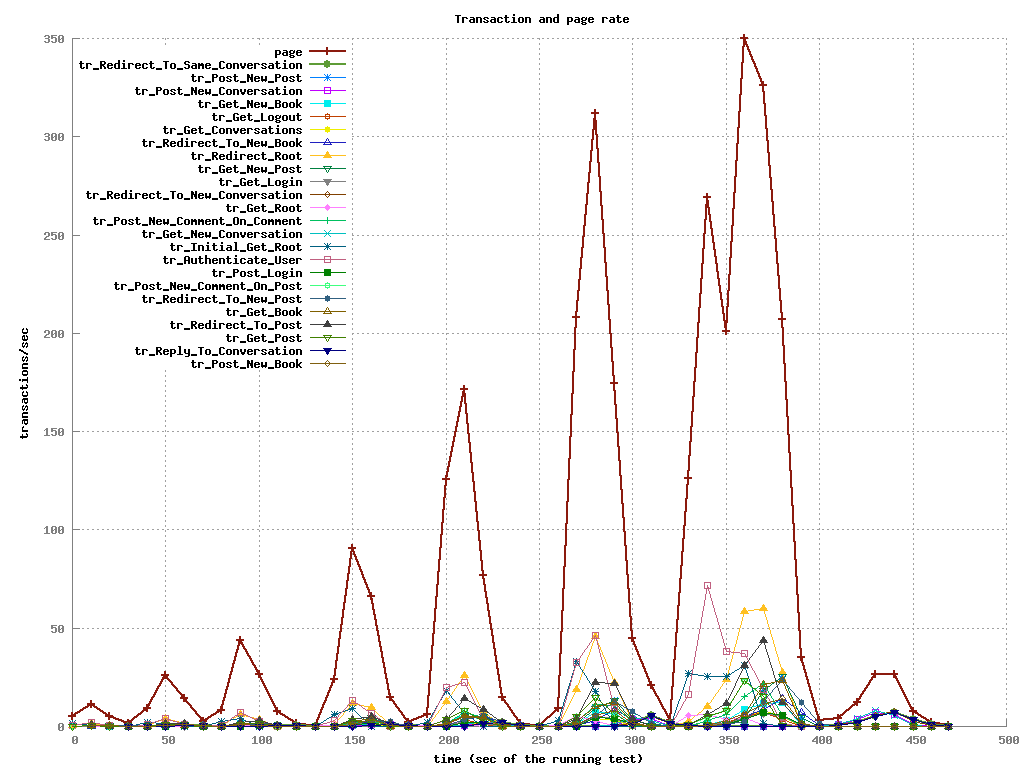 Transaction and page rate
page
tr_Redirect_To_Same_Conversation
tr_Post_New_Post
tr_Post_New_Conversation
tr_Get_New_Book
tr_Get_Logout
tr_Get_Conversations
tr_Redirect_To_New_Book
tr_Redirect_Root
tr_Get_New_Post
tr_Get_Login
tr_Redirect_To_New_Conversation
tr_Get_Root
tr_Post_New_Comment_On_Comment
tr_Get_New_Conversation
tr_Initial_Get_Root
tr_Authenticate_User
tr_Post_Login
tr_Post_New_Comment_On_Post
tr_Redirect_To_New_Post
tr_Get_Book
tr_Redirect_To_Post
tr_Get_Post
tr_Reply_To_Conversation
tr_Post_New_Book
350
300
250
200
150
100
50
0
transactions/sec
0 50 100 150 200 250 300 350 400 450 500
time (sec of the running test)